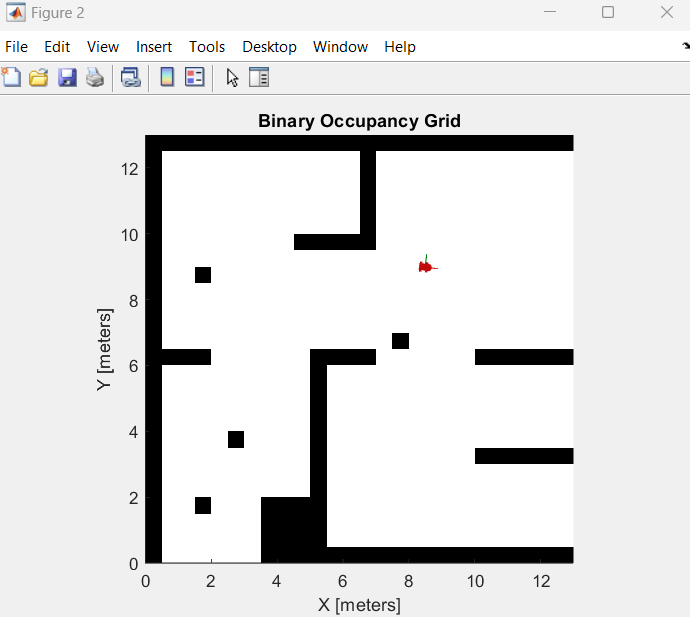 Figure 2
File Edit View Insert Tools Desktop Window Help
Binary Occupancy Grid
12
10
8
6
4
2
0
Y [meters]
0 2 4 6 8 10 12
X [meters]